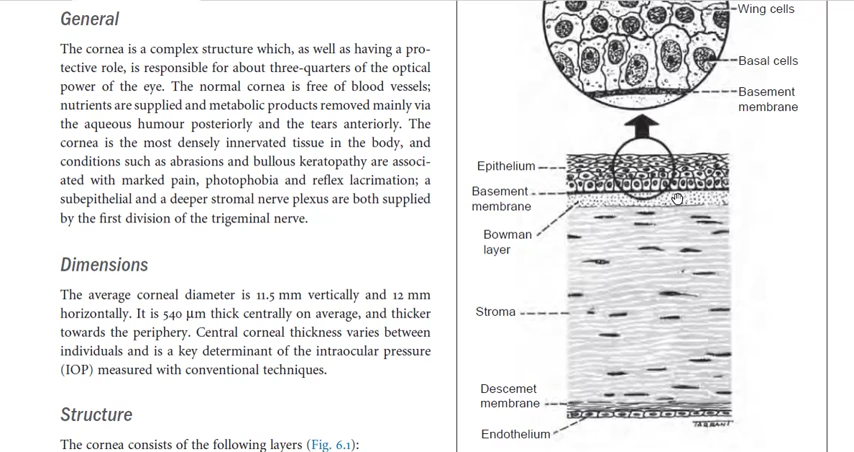 General
The cornea is a complex structure which, as well as having a pro-
tective role, is responsible for about three-quarters of the optical
power of the eye. The normal cornea is free of blood vessels;
nutrients are supplied and metabolic products removed mainly via
the aqueous humour posteriorly and the tears anteriorly. The
cornea is the most densely innervated tissue in the body, and
conditions such as abrasions and bullous keratopathy are associ-
ated with marked pain, photophobia and reflex lacrimation; a
subepithelial and a deeper stromal nerve plexus are both supplied
by the first division of the trigeminal nerve.
Dimensions
The average corneal diameter is 11.5 mm vertically and 12 mm
horizontally. It is 540 µm thick centrally on average, and thicker
towards the periphery. Central corneal thickness varies between
individuals and is a key determinant of the intraocular pressure
(IOP) measured with conventional techniques.
Structure
The cornea consists of the following layers (Fig. 6.1):
Wing cells
Basal cells
Basement
membrane
Epithelium
Basement
membrane
Bowman
layer
Stroma
Descemet
membrane
Endothelium
TARRANT